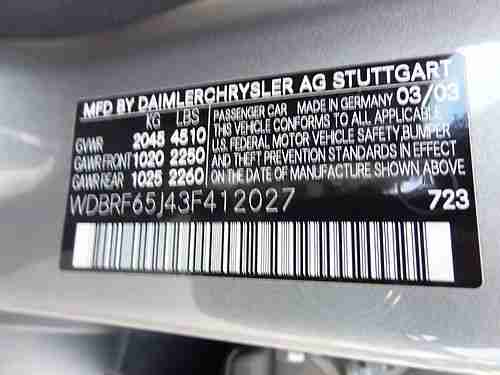 MFD BY DAIMLERCHRYSLER AG STUTTGART
KG LBS
GVWR 2045 4510
GAWR FRONT 1020 2250
GAWR REAR 1025 2260
PASSENGER CAR MADE IN GERMANY 03/03
THIS VEHICLE CONFORMS TO ALL APPLICABLE
U.S. FEDERAL MOTOR VEHICLE SAFETY, BUMPER
AND THEFT PREVENTION STANDARDS IN EFFECT
ON THE DATE OF MANUFACTURE SHOWN ABOVE
WDBRF65J43F412027 723